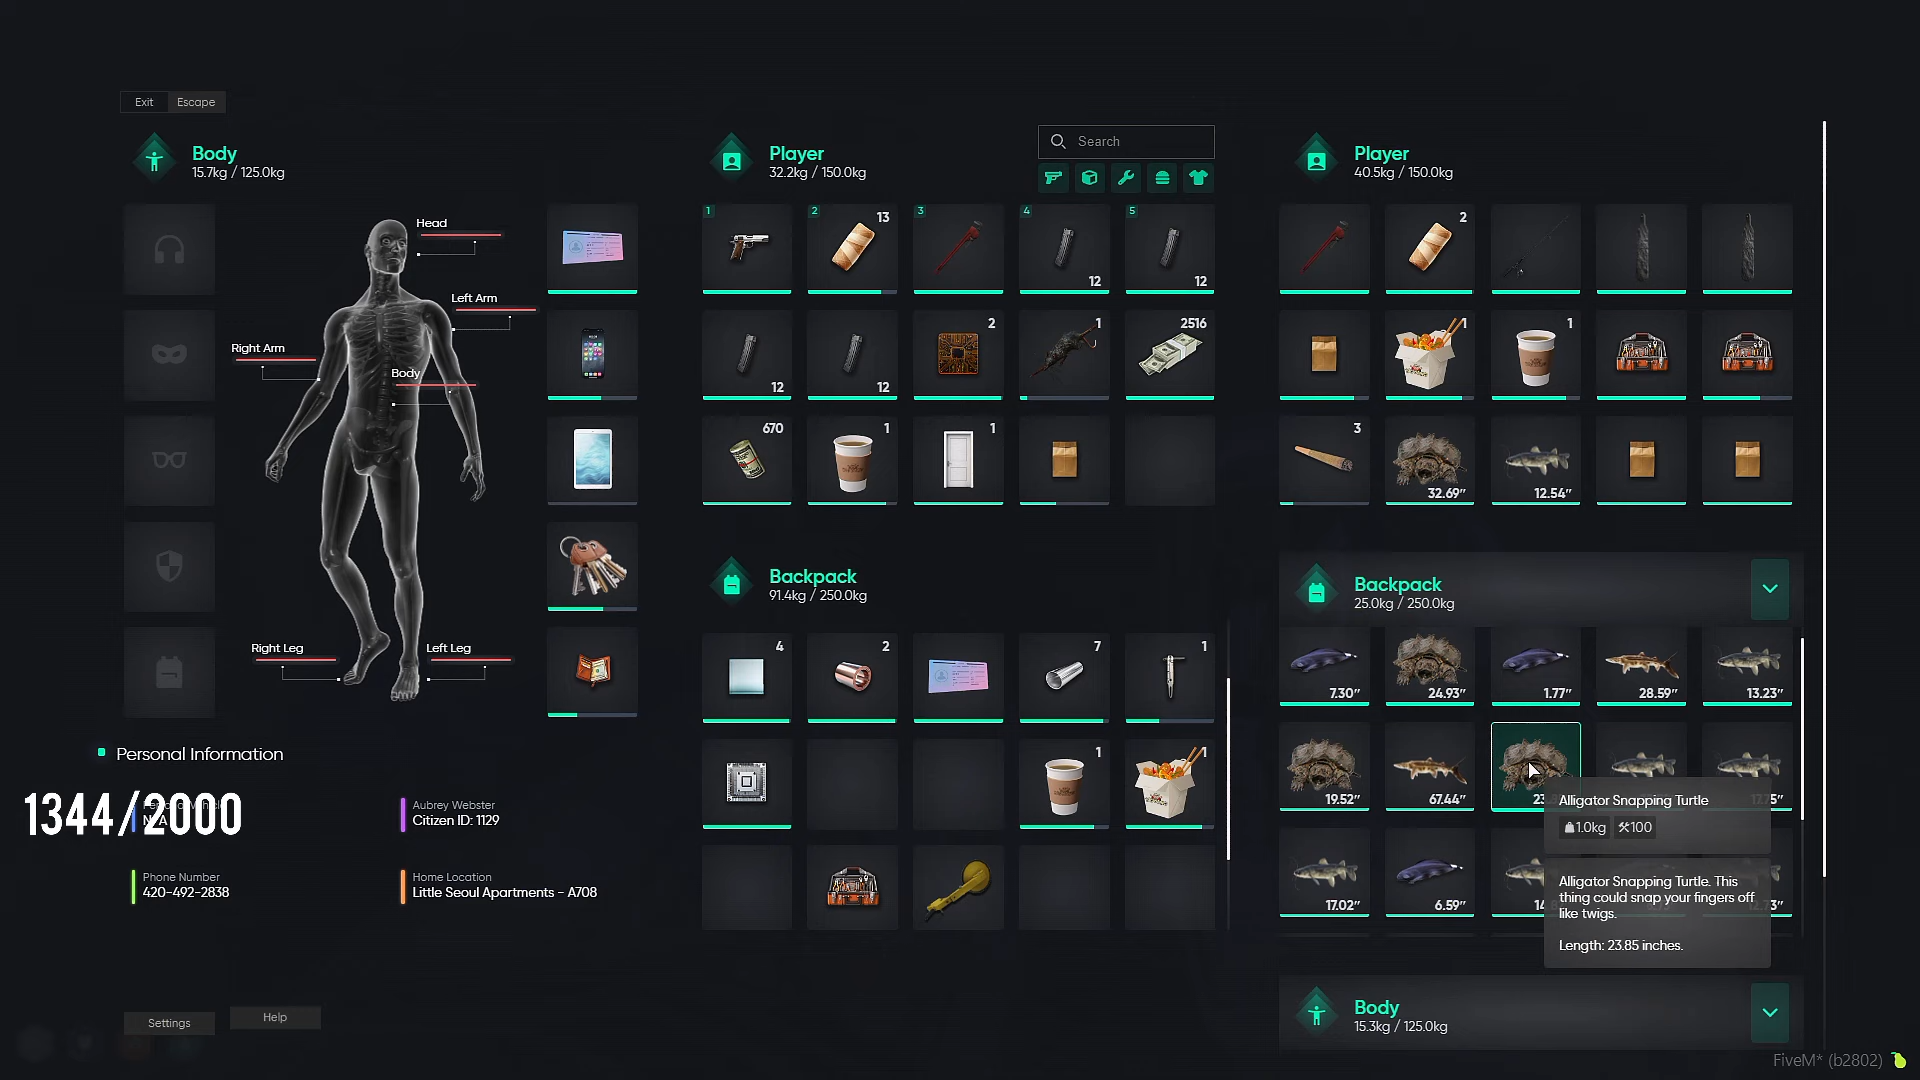 Exit Escape
Body
15.7kg / 125.0kg
Head
Left Arm
Right Arm
Body
Right Leg
Left Leg
Personal Information
1344/2000
N/A
Aubrey Webster
Citizen ID: 1129
Phone Number
420-492-2838
Home Location
Little Seoul Apartments - A708
Settings
Help
Player
32.2kg / 150.0kg
Search
1
2 13
3
4 12
5 12
12
12
2
1
2516
670
1
1
Backpack
91.4kg / 250.0kg
4
2
7
1
1
1
Player
40.5kg / 150.0kg
2
1
1
3
32.69"
12.54"
Backpack
25.0kg / 250.0kg
7.30"
24.93"
1.77"
28.59"
13.23"
19.52"
67.44"
Alligator Snapping Turtle
1.0kg 100
Alligator Snapping Turtle. This
thing could snap your fingers off
like twigs.
Length: 23.85 inches.
17.02"
6.59"
Body
15.3kg / 125.0kg
FiveM* (b2802)